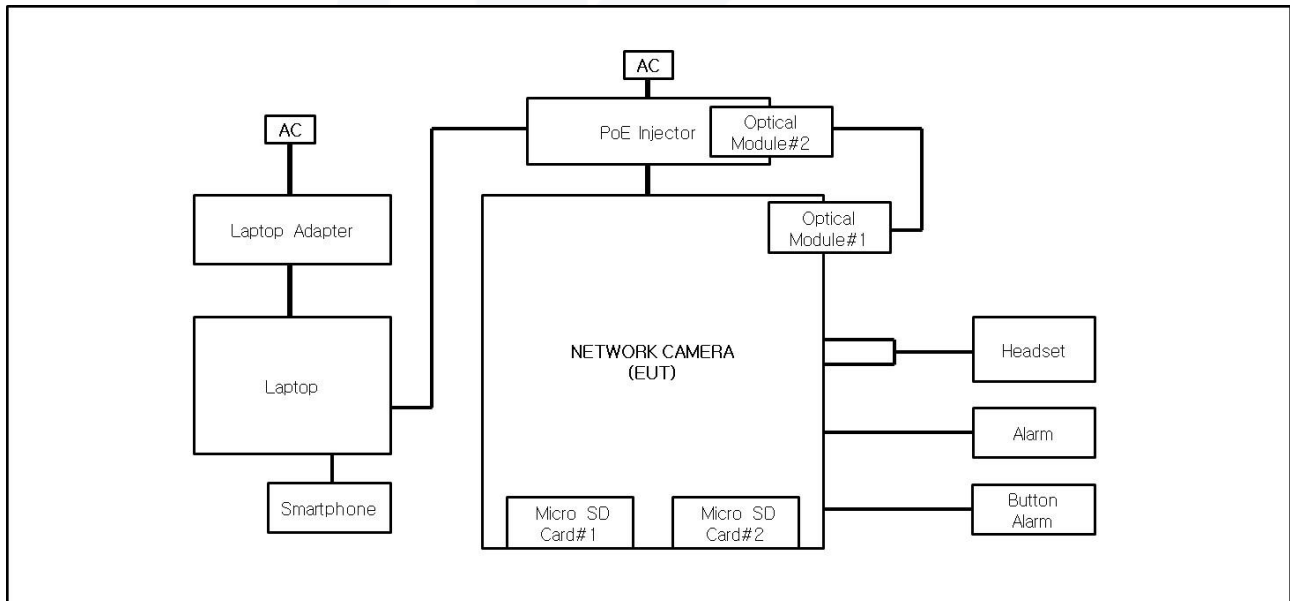 AC
AC
PoE Injector
Optical
Module#2
Laptop Adapter
Optical
Module#1
NETWORK CAMERA
(EUT)
Headset
Laptop
Alarm
Smartphone
Micro SD
Card#1
Micro SD
Card#2
Button
Alarm